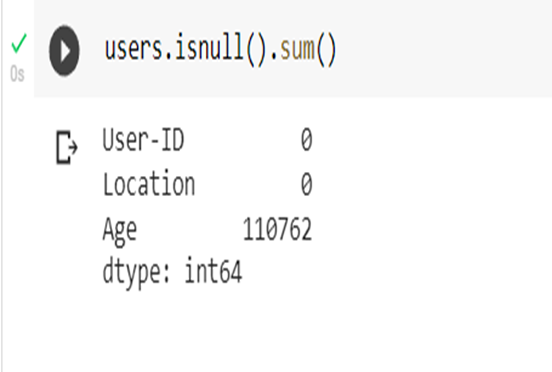 users.isnull().sum()
0s
User-ID 0
Location 0
Age 110762
dtype: int64